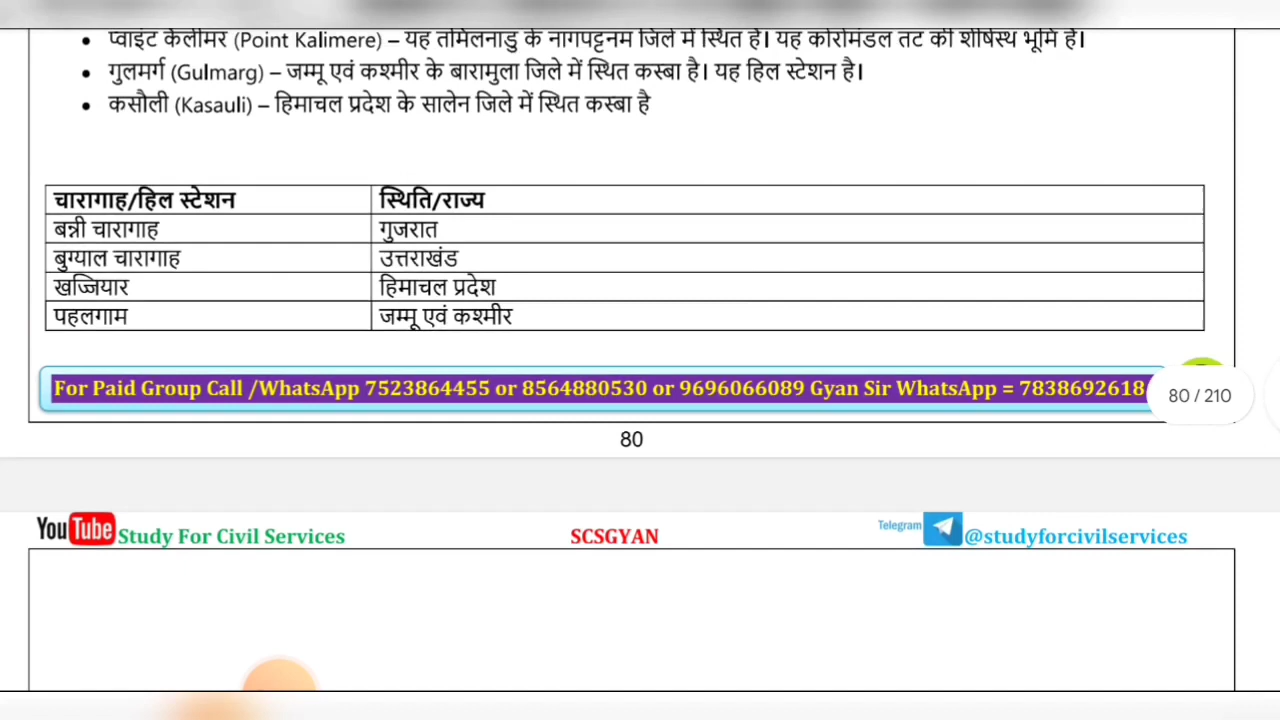 • प्वाइंट केलीमर (Point Kalimere) – यह तमिलनाडु के नागपट्टनम जिले में स्थित है। यह कोरोमंडल तट की शीर्षस्थ भूमि है।
• गुलमर्ग (Gulmarg) – जम्मू एवं कश्मीर के बारामुला जिले में स्थित कस्बा है। यह हिल स्टेशन है।
• कसौली (Kasauli) – हिमाचल प्रदेश के सालेन जिले में स्थित कस्बा है
चारागाह/हिल स्टेशन स्थिति/राज्य
बन्नी चारागाह गुजरात
बुग्याल चारागाह उत्तराखंड
खज्जियार हिमाचल प्रदेश
पहलगाम जम्मू एवं कश्मीर
For Paid Group Call /WhatsApp 7523864455 or 8564880530 or 9696066089 Gyan Sir WhatsApp = 7838692618
80 / 210
80
YouTube Study For Civil Services SCSGYAN Telegram @studyforcivilservices